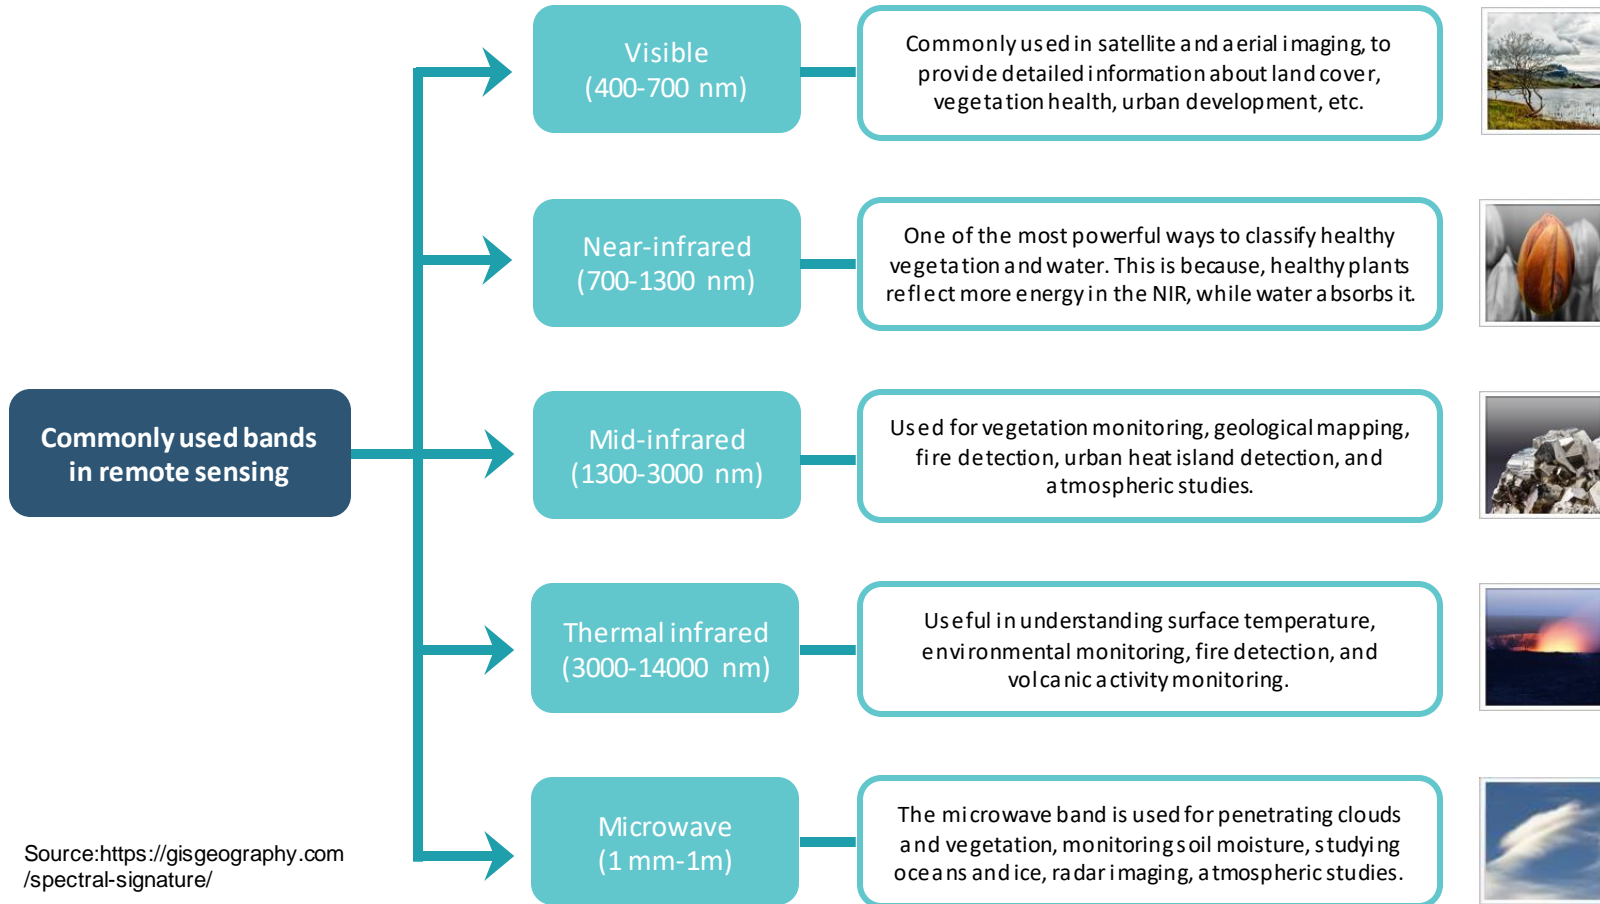 Visible
(400-700 nm)
Commonly used in satellite and aerial imaging, to
provide detailed information about land cover,
vegetation health, urban development, etc.
Near-infrared
(700-1300 nm)
One of the most powerful ways to classify healthy
vegetation and water. This is because, healthy plants
reflect more energy in the NIR, while water absorbs it.
Commonly used bands
in remote sensing
Mid-infrared
(1300-3000 nm)
Used for vegetation monitoring, geological mapping,
fire detection, urban heat island detection, and
atmospheric studies.
Thermal infrared
(3000-14000 nm)
Useful in understanding surface temperature,
environmental monitoring, fire detection, and
volcanic activity monitoring.
Microwave
(1 mm-1m)
The microwave band is used for penetrating clouds
and vegetation, monitoring soil moisture, studying
oceans and ice, radar imaging, atmospheric studies.
Source:https://gisgeography.com
/spectral-signature/